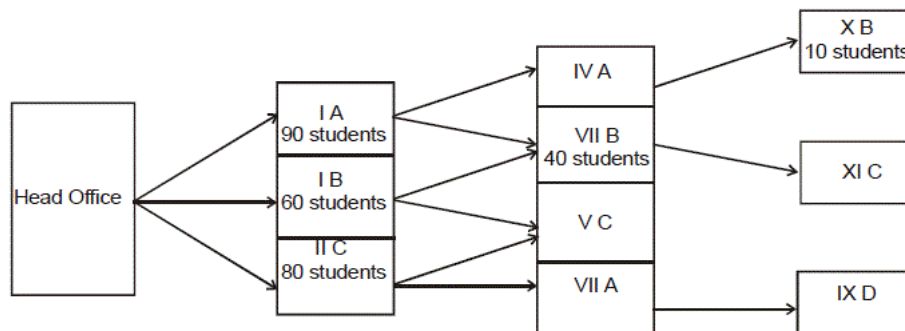 Head Office
I A
90 students
I B
60 students
II C
80 students
IV A
VII B
40 students
V C
VII A
X B
10 students
XI C
IX D